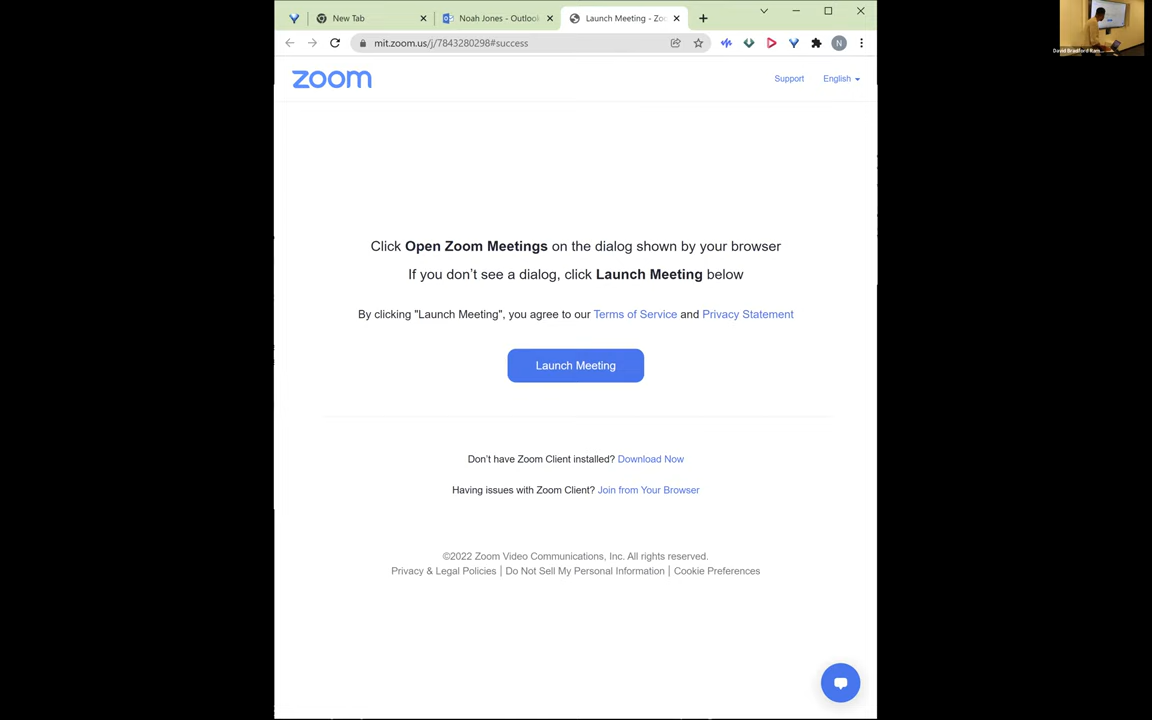 New Tab
Noah Jones - Outlook
Launch Meeting - Zoo
mit.zoom.us/j/7843280298#success
N
David Bradford Ram...
zoom
Support
English
Click Open Zoom Meetings on the dialog shown by your browser
If you don't see a dialog, click Launch Meeting below
By clicking "Launch Meeting", you agree to our Terms of Service and Privacy Statement
Launch Meeting
Don't have Zoom Client installed? Download Now
Having issues with Zoom Client? Join from Your Browser
©2022 Zoom Video Communications, Inc. All rights reserved.
Privacy & Legal Policies | Do Not Sell My Personal Information | Cookie Preferences